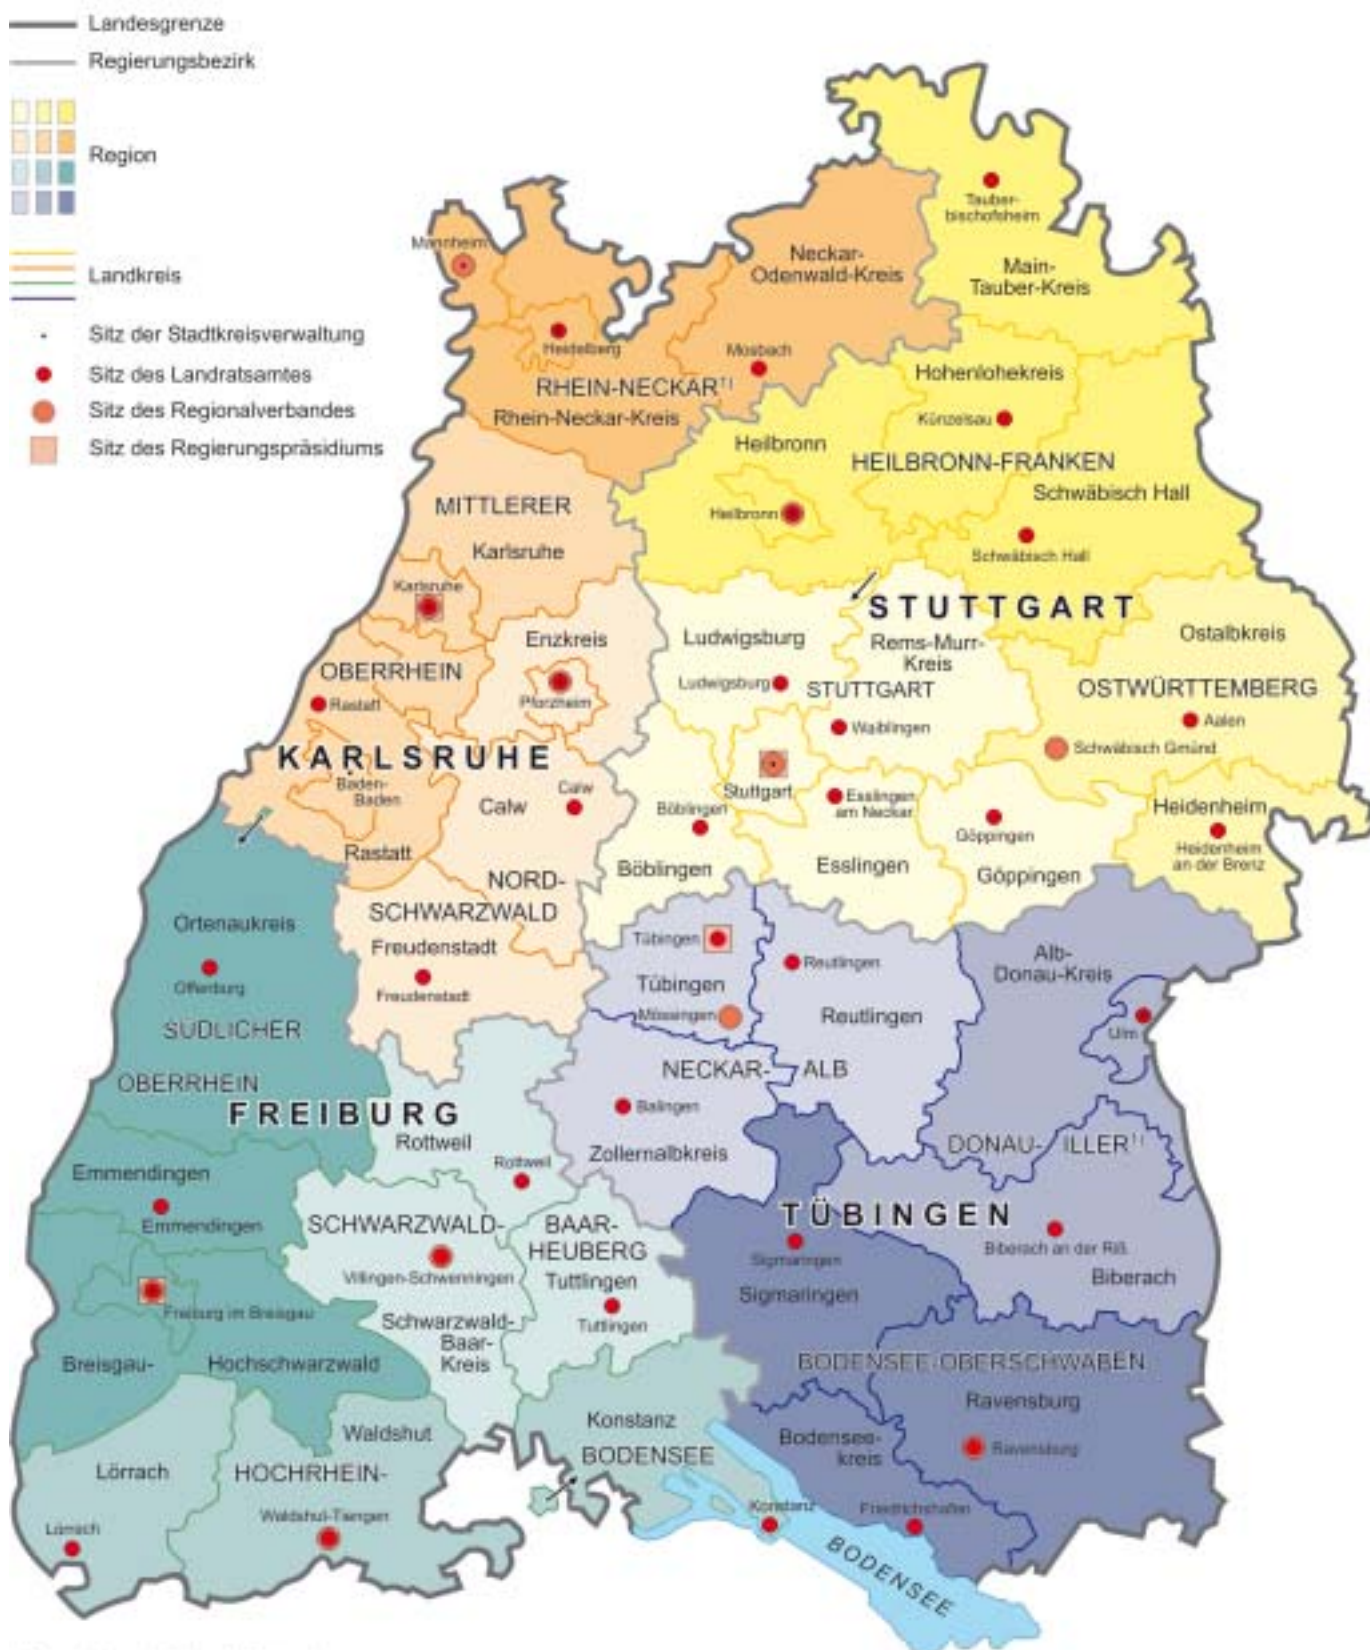 Landesgrenze
Regierungsbezirk
Region
Landkreis
Sitz der Stadtkreisverwaltung
Sitz des Landratsamtes
Sitz des Regionalverbandes
Sitz des Regierungspräsidiums
Tauber-
bischofsheim
Main-
Tauber-Kreis
Neckar-
Odenwald-Kreis
Mannheim
Heidelberg
Mosbach
RHEIN-NECKAR¹⁾
Rhein-Neckar-Kreis
Hohenlohekreis
Künzelsau
Heilbronn
HEILBRONN-FRANKEN
Schwäbisch Hall
Heilbronn
Schwäbisch Hall
MITTLERER
Karlsruhe
Karlsruhe
STUTTGART
Enzkreis
Ludwigsburg
Rems-Murr-
Kreis
Ostalbkreis
OBERRHEIN
Rastatt
Pforzheim
Ludwigsburg
STUTTGART
OSTWÜRTTEMBERG
Waiblingen
Aalen
Schwäbisch Gmünd
KARLSRUHE
Baden-
Baden
Calw
Calw
Stuttgart
Böblingen
Esslingen
am Neckar
Göppingen
Heidenheim
Heidenheim
an der Brenz
Rastatt
Böblingen
Esslingen
Göppingen
NORD-
SCHWARZWALD
Freudenstadt
Freudenstadt
Ortenaukreis
Offenburg
Tübingen
Tübingen
Mössingen
Reutlingen
Reutlingen
Alb-
Donau-Kreis
Ulm
SÜDLICHER
OBERRHEIN
NECKAR-
ALB
FREIBURG
Balingen
Rottweil
Rottweil
Zollernalbkreis
DONAU-
ILLER¹⁾
Emmendingen
Emmendingen
SCHWARZWALD-
BAAR-
HEUBERG
TÜBINGEN
Villingen-Schwenningen
Tuttlingen
Tuttlingen
Sigmaringen
Sigmaringen
Biberach an der Riß
Biberach
Freiburg im Breisgau
Schwarzwald-
Baar-
Kreis
Breisgau-
Hochschwarzwald
BODENSEE-OBERSCHWABEN
Ravensburg
Waldshut
Konstanz
Bodensee-
kreis
Ravensburg
Lörrach
HOCHRHEIN-
BODENSEE
Lörrach
Waldshut-Tiengen
Konstanz
Friedrichshafen
BODENSEE